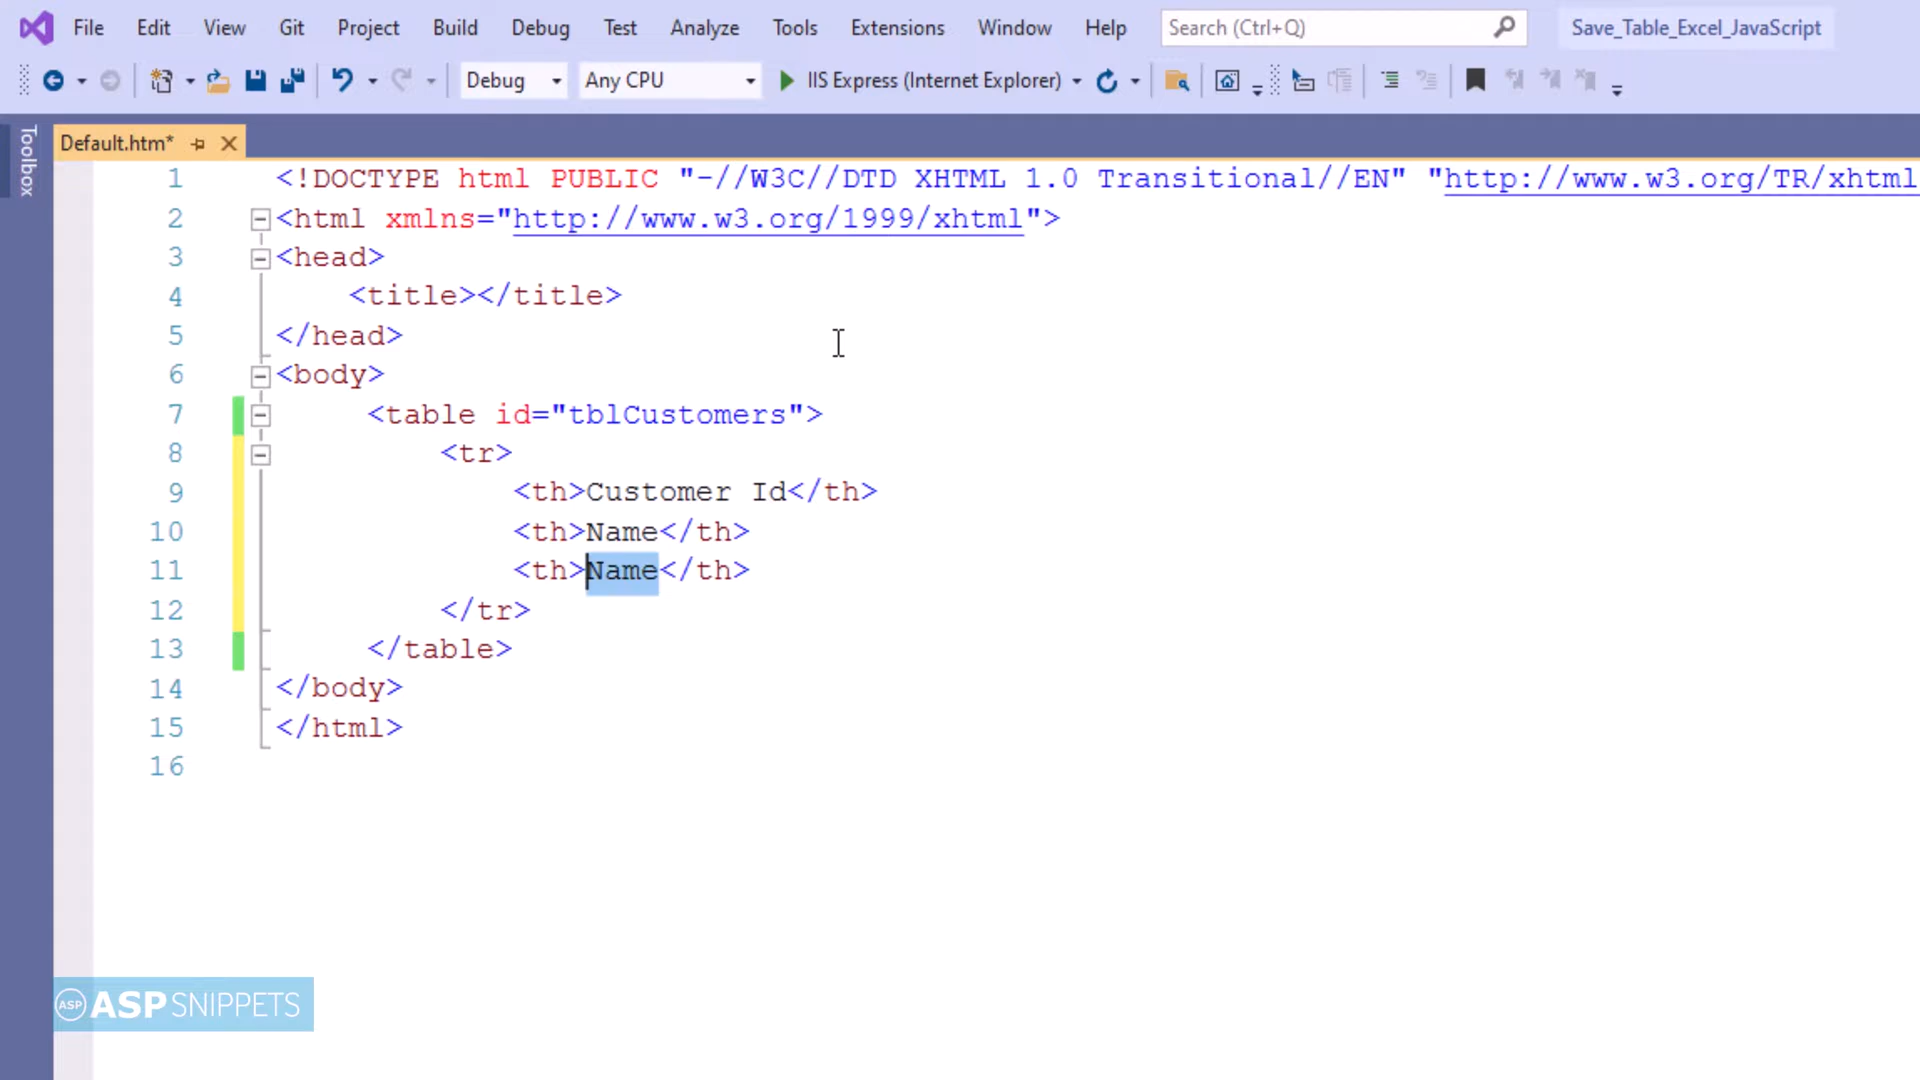 File Edit View Git Project Build Debug Test Analyze Tools Extensions Window Help Search (Ctrl+Q) Save_Table_Excel_JavaScript
Debug Any CPU IIS Express (Internet Explorer)
Toolbox
Default.htm*
1 <!DOCTYPE html PUBLIC "-//W3C//DTD XHTML 1.0 Transitional//EN" "http://www.w3.org/TR/xhtml
2 <html xmlns="http://www.w3.org/1999/xhtml">
3 <head>
4 <title></title>
5 </head>
6 <body>
7 <table id="tblCustomers">
8 <tr>
9 <th>Customer Id</th>
10 <th>Name</th>
11 <th>Name</th>
12 </tr>
13 </table>
14 </body>
15 </html>
16
ASP ASPSNIPPETS